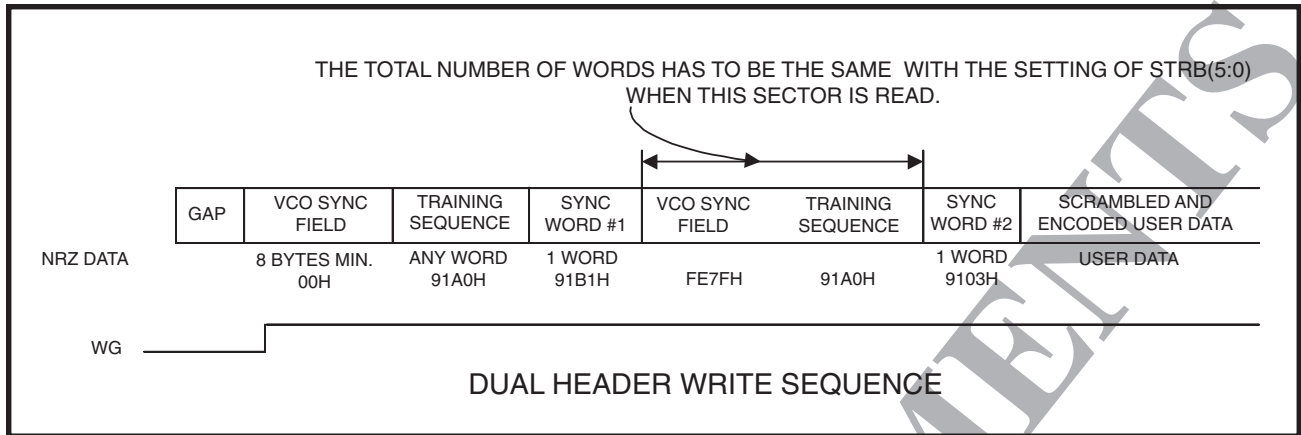 THE TOTAL NUMBER OF WORDS HAS TO BE THE SAME WITH THE SETTING OF STRB(5:0)
WHEN THIS SECTOR IS READ.
GAP
VCO SYNC
FIELD
TRAINING
SEQUENCE
SYNC
WORD #1
VCO SYNC
FIELD
TRAINING
SEQUENCE
SYNC
WORD #2
SCRAMBLED AND
ENCODED USER DATA
NRZ DATA
8 BYTES MIN.
00H
ANY WORD
91A0H
1 WORD
91B1H
FE7FH
91A0H
1 WORD
9103H
USER DATA
WG
DUAL HEADER WRITE SEQUENCE
MENTS